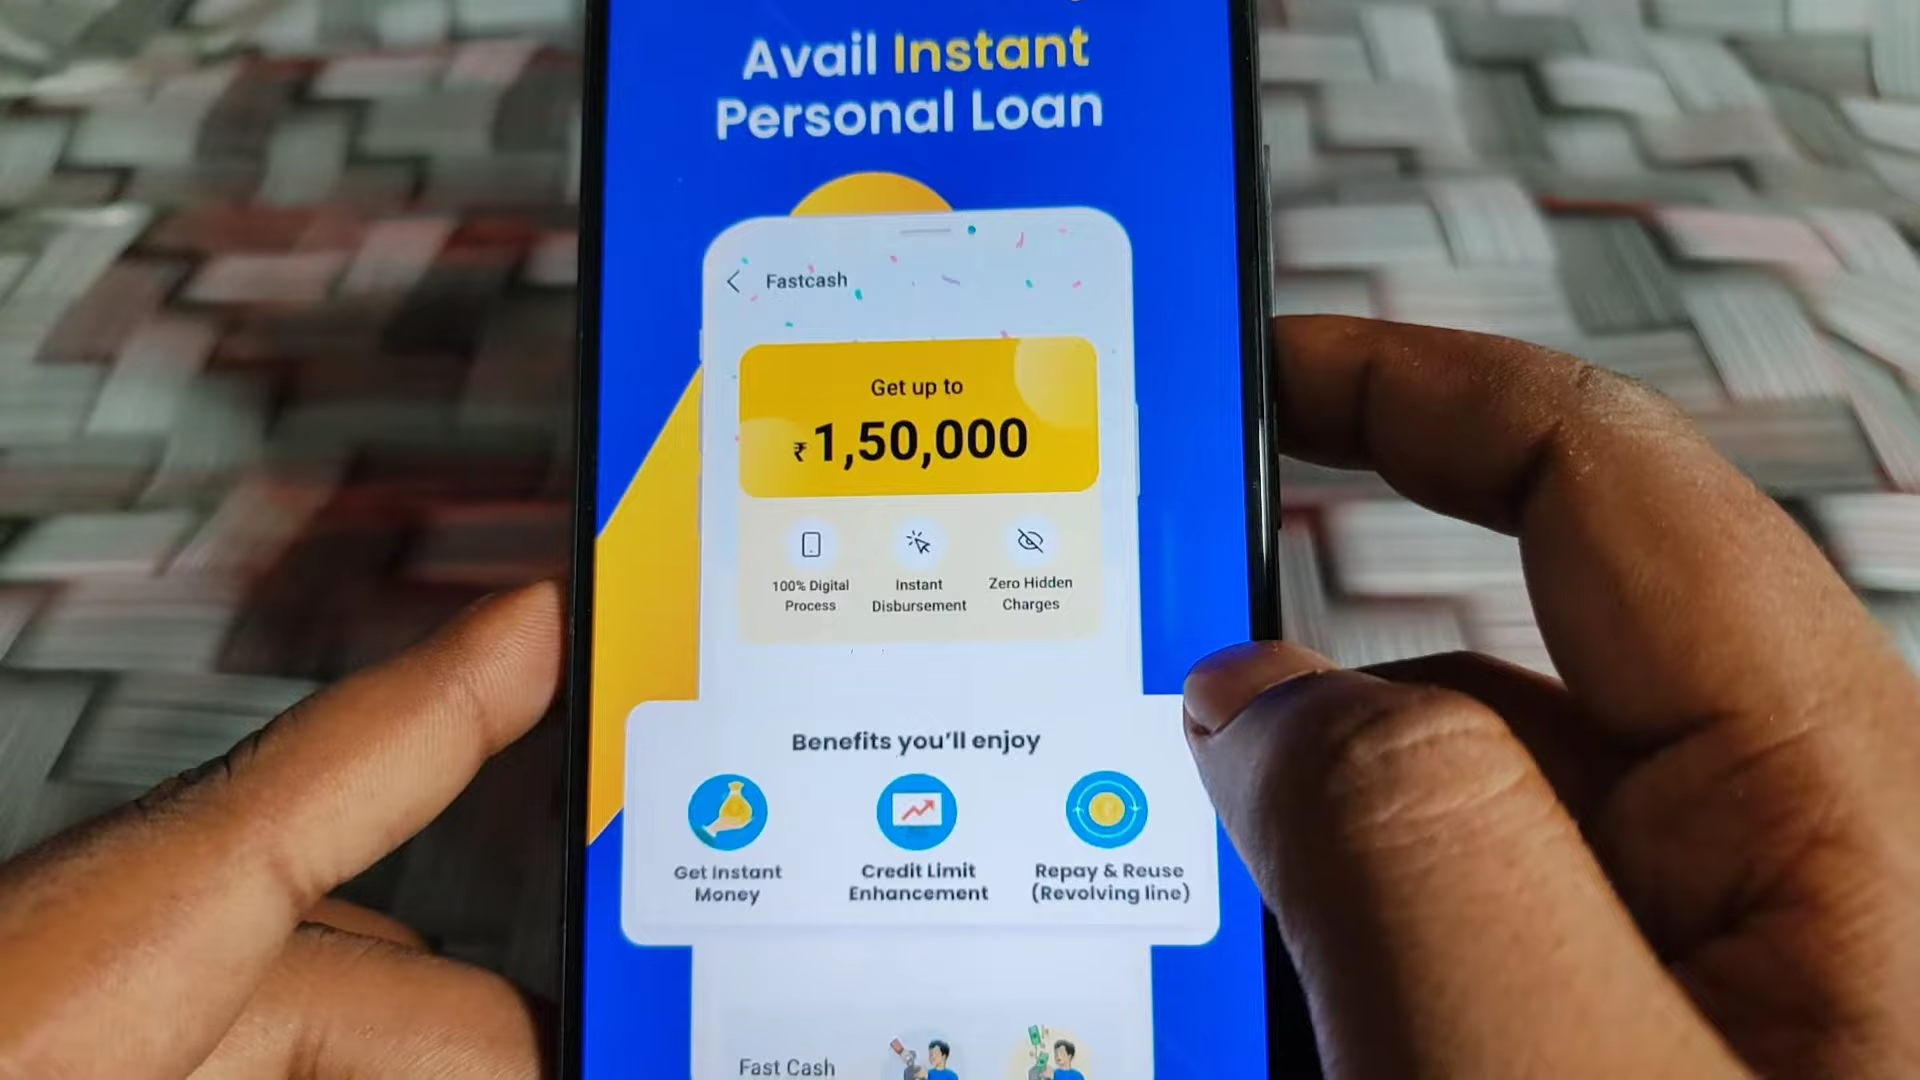 Avail Instant
Personal Loan
Fastcash
Get up to
₹1,50,000
100% Digital
Process
Instant
Disbursement
Zero Hidden
Charges
Benefits you'll enjoy
Get Instant
Money
Credit Limit
Enhancement
Repay & Reuse
(Revolving line)
Fast Cash